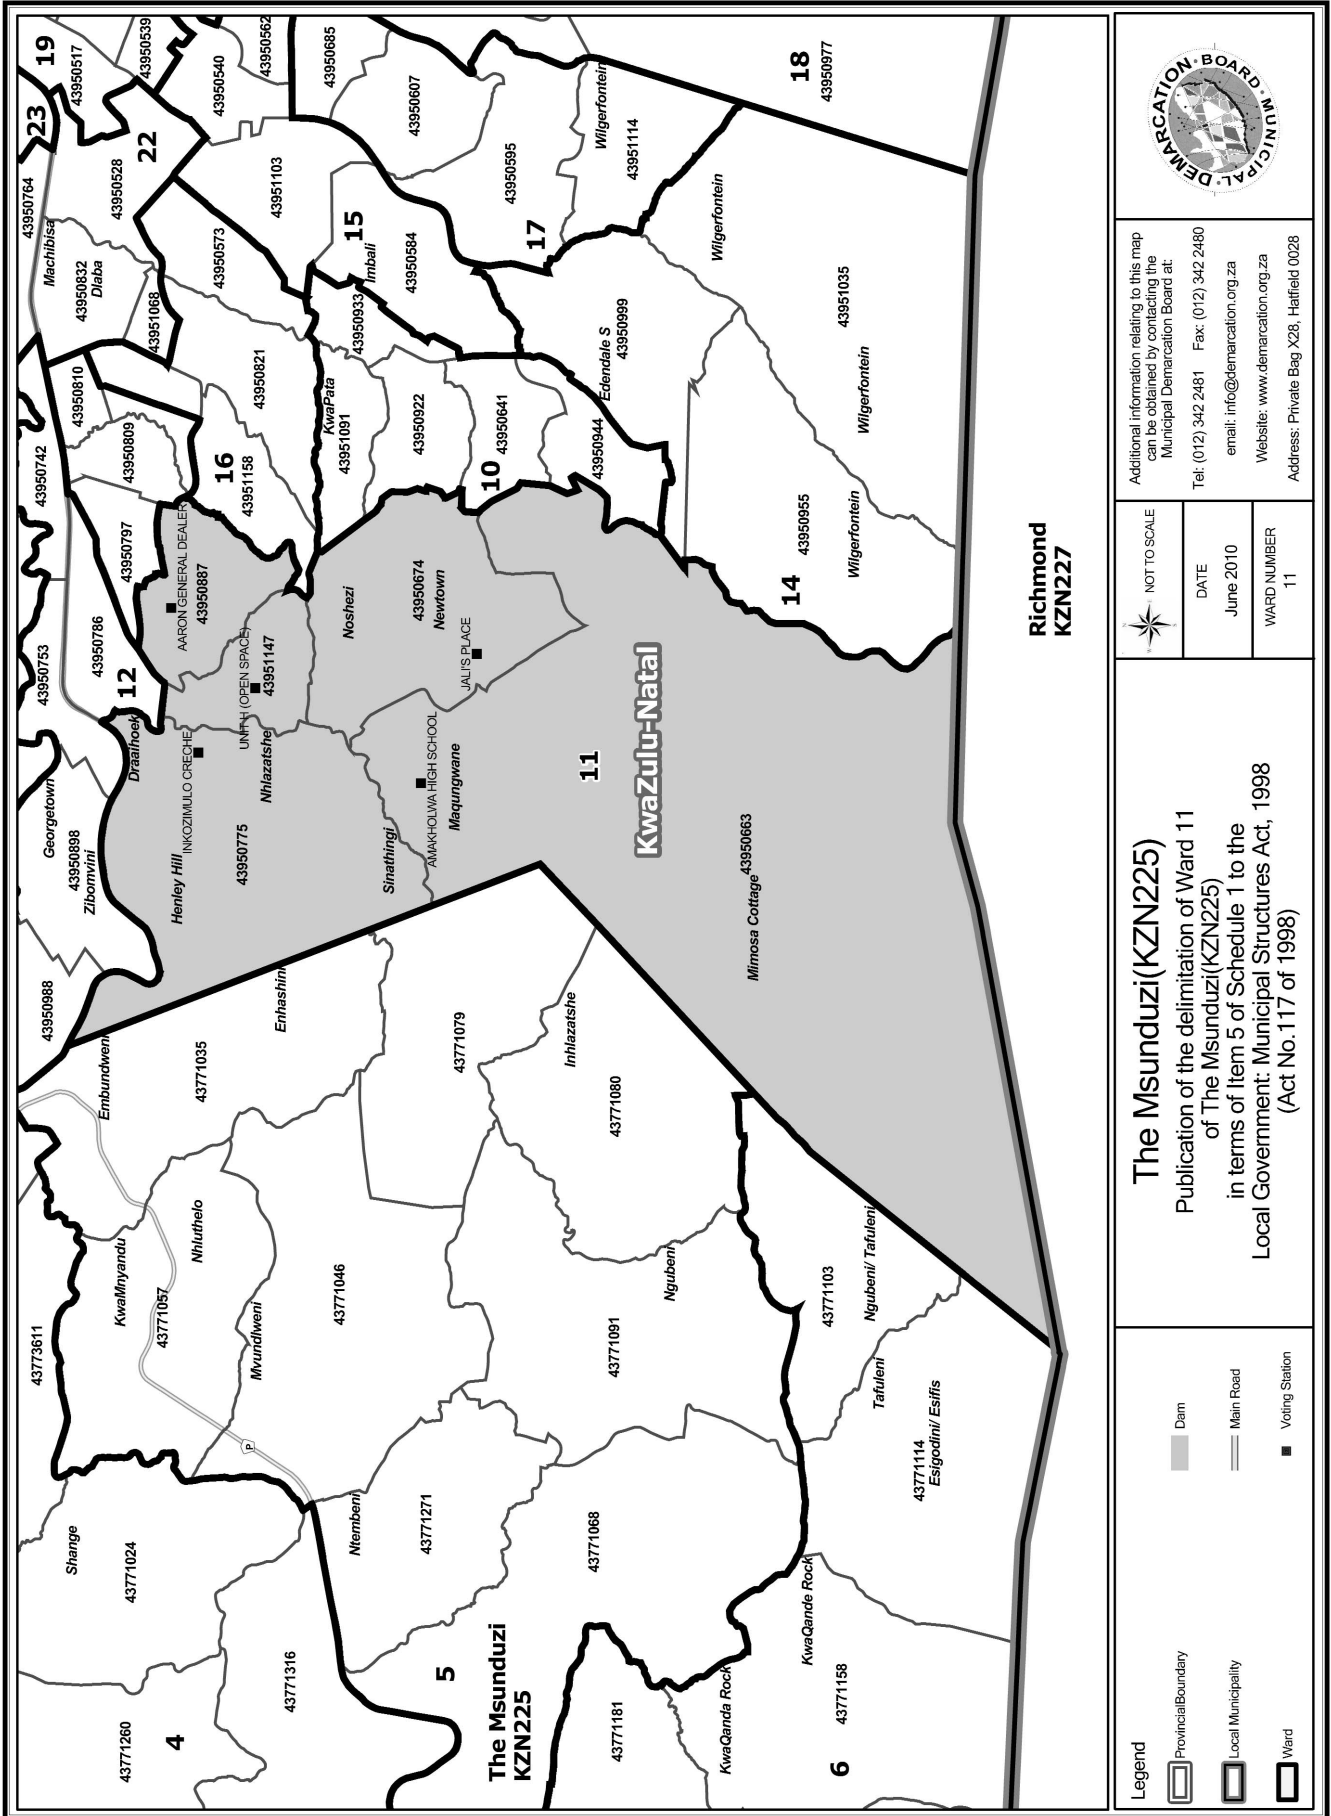 43773611
43950988
Georgetown
43950898
Zibomvini
43950753
43950742
43950764
23
19
43950517
43950539
Machibisa
43950832
Dlaba
43950528
22
43950540
43950562
43950685
18
43950977
Shange
43771024
KwaMnyandu
43771057
Nhluthelo
Embundweni
43771035
Enhashini
Draaihoek
12
43950786
43950797
43950810
43950809
43951068
43950573
43951103
43950607
43771260
4
43771316
Mvundlweni
43771046
Henley Hill
INKOZIMULO CRECHE
43950775
Nhlazatshe
UNIT H (OPEN SPACE)
43951147
AARON GENERAL DEALER
43950887
16
43951158
43950821
15
Imbali
43950584
43950595
17
Wilgerfontein
43951114
Ntembeni
43771271
43771079
Sinathingi
AMAKHOLWA HIGH SCHOOL
Maqungwane
Noshezi
43950674
Newtown
JALI'S PLACE
KwaPata
43951091
43950933
43950922
10
43950641
43950944
Edendale S
43950999
Wilgerfontein
5
The Msunduzi
KZN225
43771068
43771091
Ngubeni
43771080
Inhlazatshe
11
KwaZulu-Natal
Mimosa Cottage
43950663
14
43950955
Wilgerfontein
Wilgerfontein
43951035
43771181
KwaQanda Rock
6
43771158
KwaQande Rock
43771114
Esigodini/ Esifis
Tafuleni
43771103
Ngubeni/ Tafuleni
Richmond
KZN227
Legend
ProvincialBoundary
Local Municipality
Ward
Dam
Main Road
Voting Station
P
The Msunduzi(KZN225)
Publication of the delimitation of Ward 11
of The Msunduzi(KZN225)
in terms of Item 5 of Schedule 1 to the
Local Government: Municipal Structures Act, 1998
(Act No.117 of 1998)
NOT TO SCALE
DATE
June 2010
WARD NUMBER
11
Additional information relating to this map
can be obtained by contacting the
Municipal Demarcation Board at:
Tel: (012) 342 2481 Fax: (012) 342 2480
email: info@demarcation.org.za
Website: www.demarcation.org.za
Address: Private Bag X28, Hatfield 0028
MUNICIPAL DEMARCATION BOARD